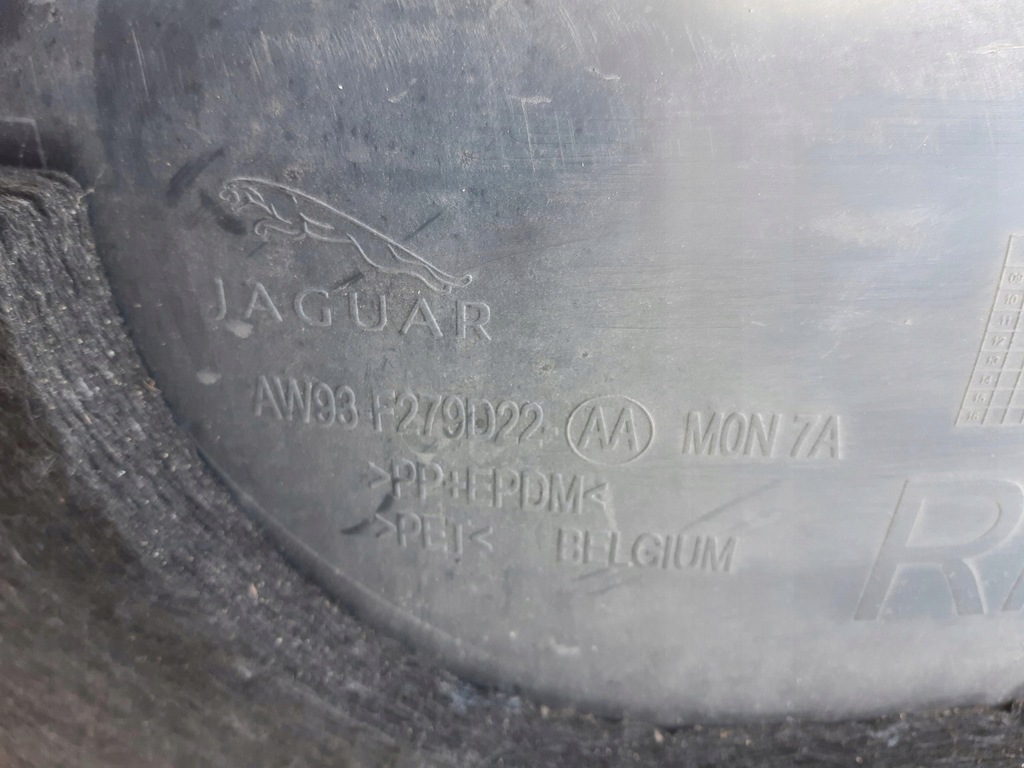 JAGUAR
AW93 F279D22 AA MON 7A
>PP+EPDM<
>PET< BELGIUM
R